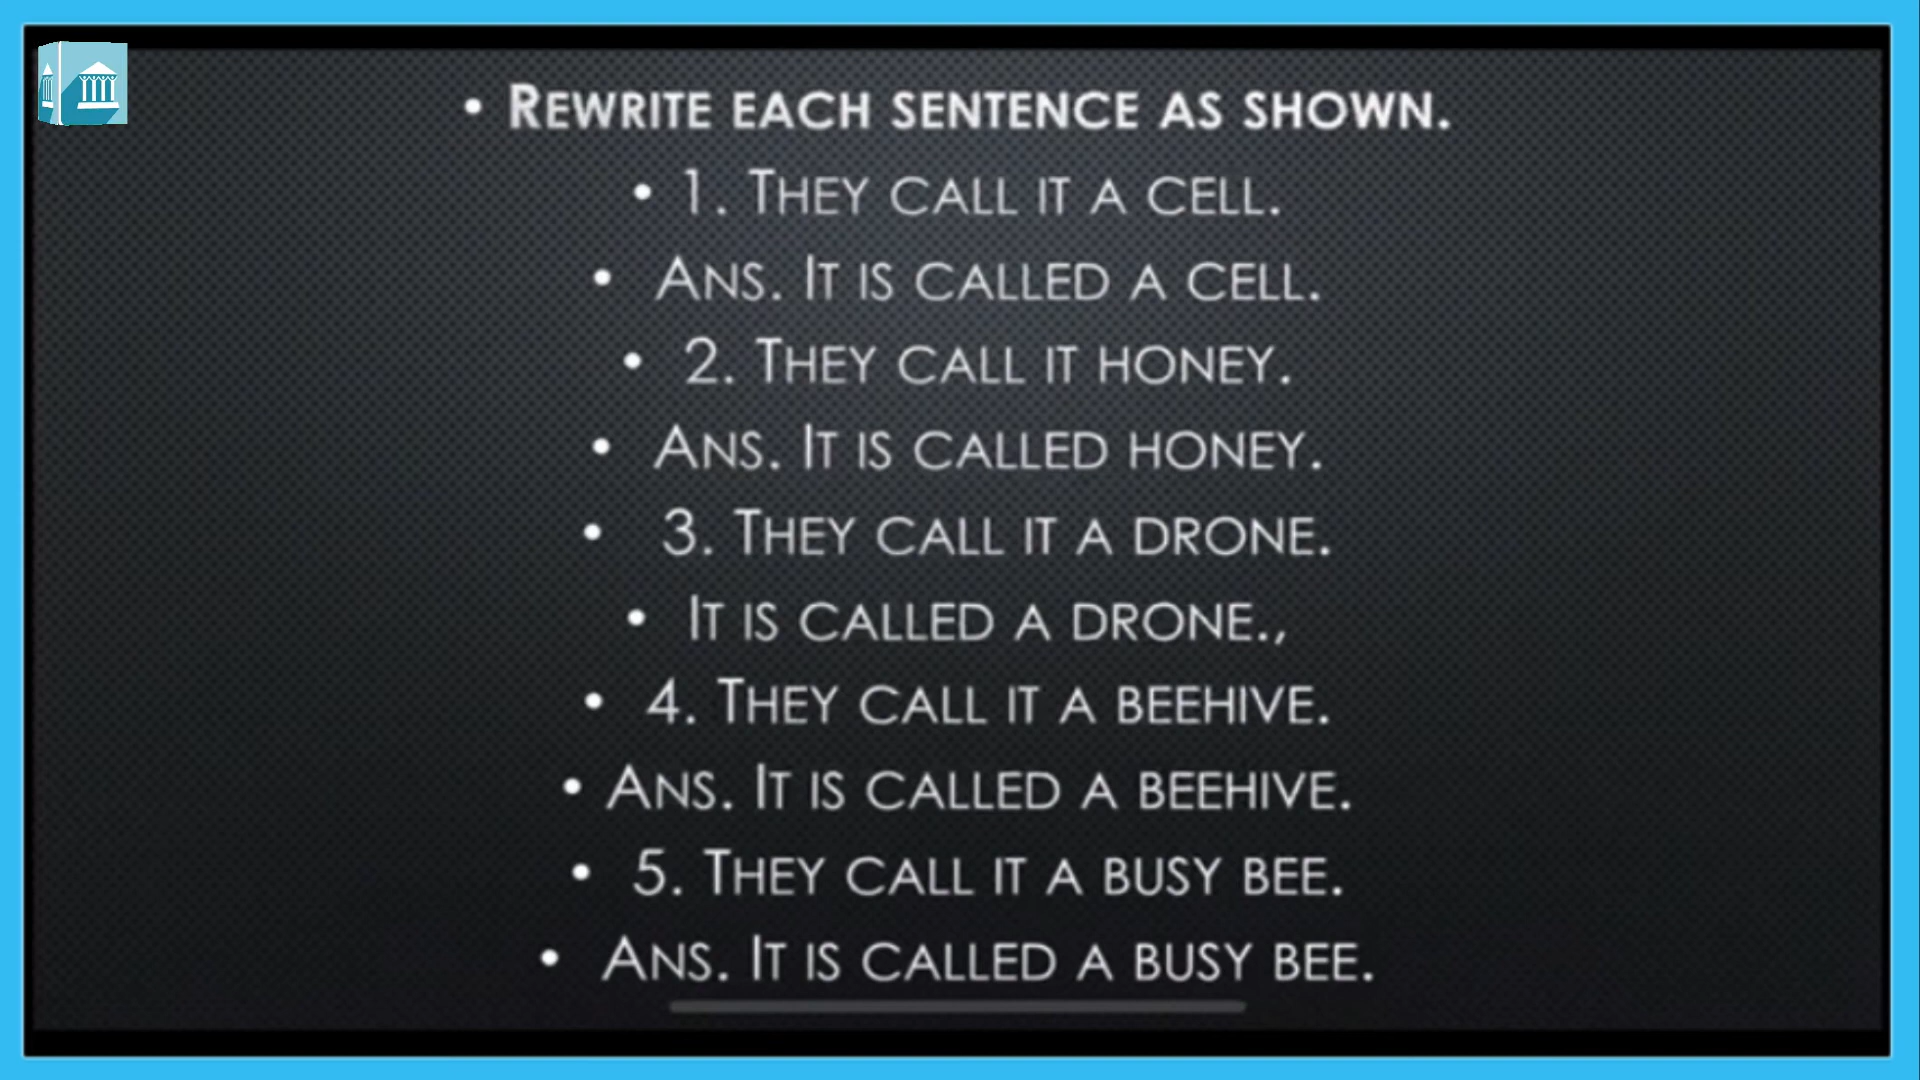 • Rewrite each sentence as shown.
• 1. They call it a cell.
• Ans. It is called a cell.
• 2. They call it honey.
• Ans. It is called honey.
• 3. They call it a drone.
• It is called a drone.,
• 4. They call it a beehive.
• Ans. It is called a beehive.
• 5. They call it a busy bee.
• Ans. It is called a busy bee.